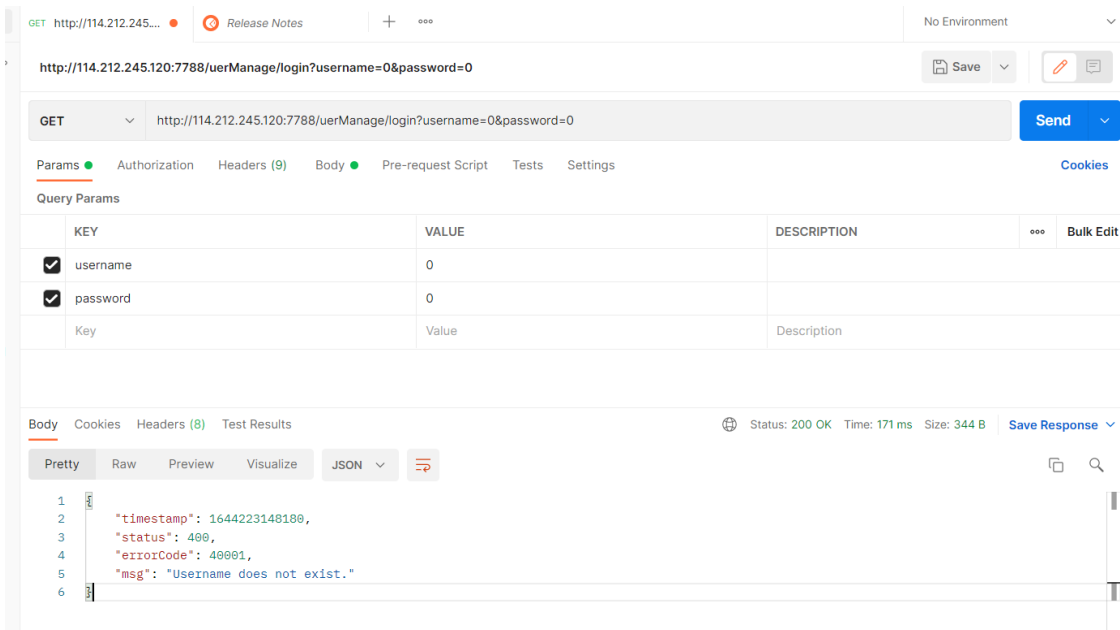 GET http://114.212.245.... Release Notes No Environment
http://114.212.245.120:7788/uerManage/login?username=0&password=0 Save
GET http://114.212.245.120:7788/uerManage/login?username=0&password=0 Send
Params Authorization Headers (9) Body Pre-request Script Tests Settings Cookies
Query Params
KEY VALUE DESCRIPTION Bulk Edit
username 0
password 0
Key Value Description
Body Cookies Headers (8) Test Results Status: 200 OK Time: 171 ms Size: 344 B Save Response
Pretty Raw Preview Visualize JSON
1 {
2 "timestamp": 1644223148180,
3 "status": 400,
4 "errorCode": 40001,
5 "msg": "Username does not exist."
6 }